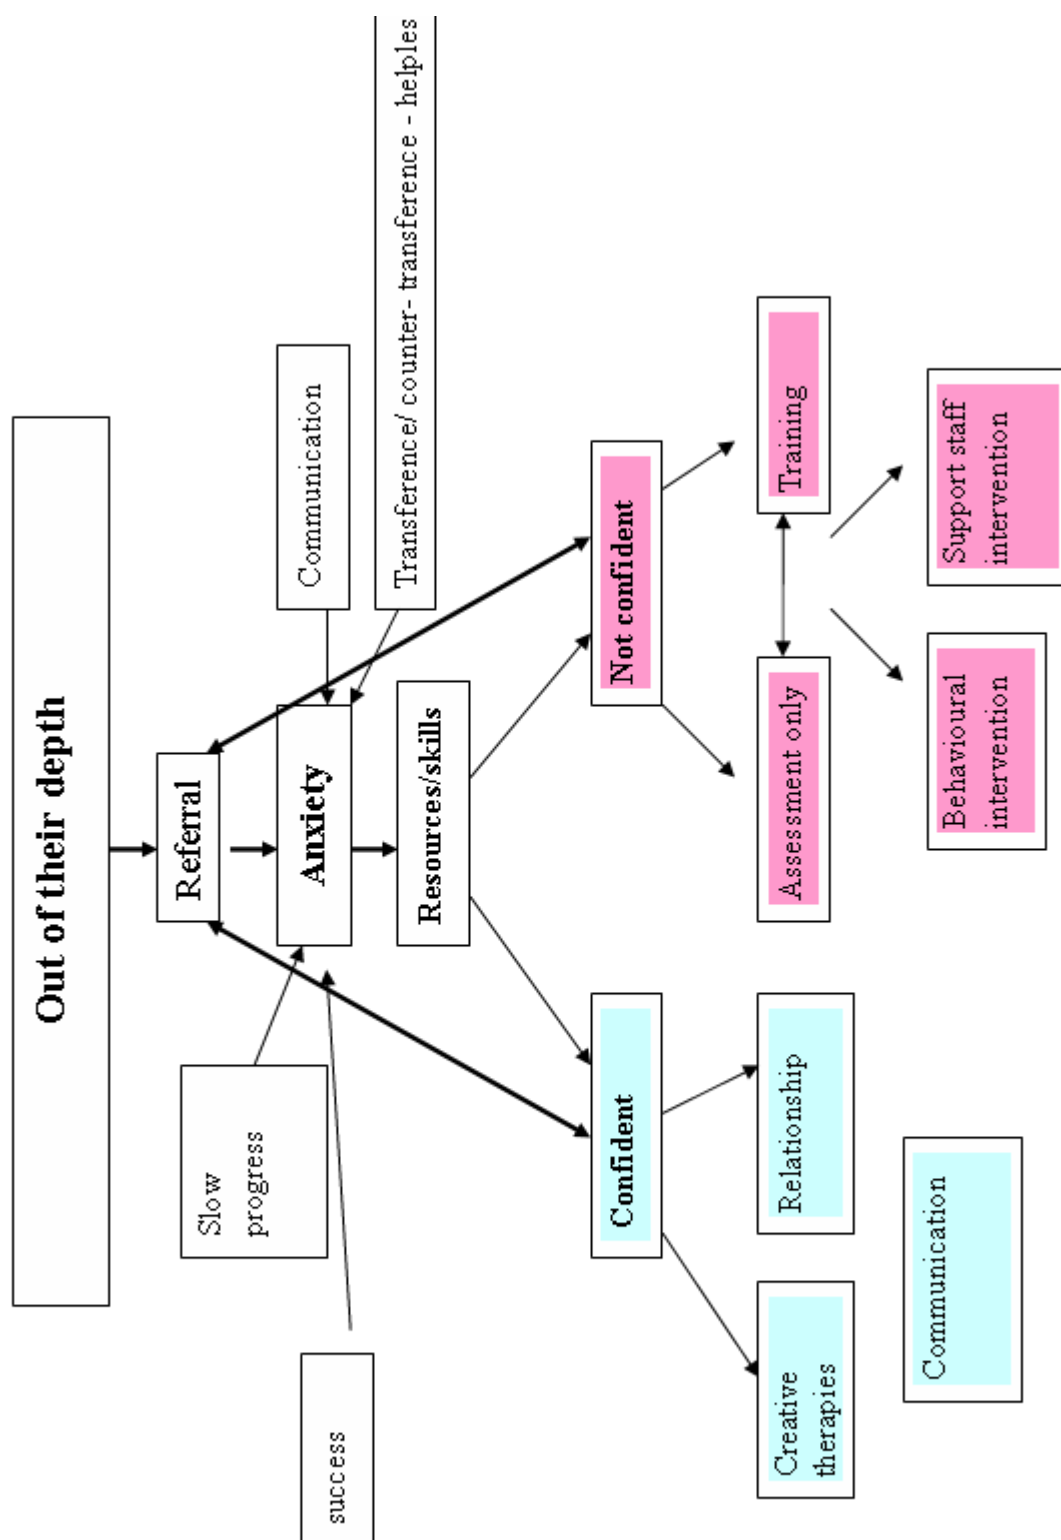 Out of their depth
Referral
Slow
progress
Communication
Anxiety
success
Transference/ counter- transference - helples
Resources/skills
Confident
Not confident
Creative
therapies
Relationship
Assessment only
Training
Communication
Behavioural
intervention
Support staff
intervention